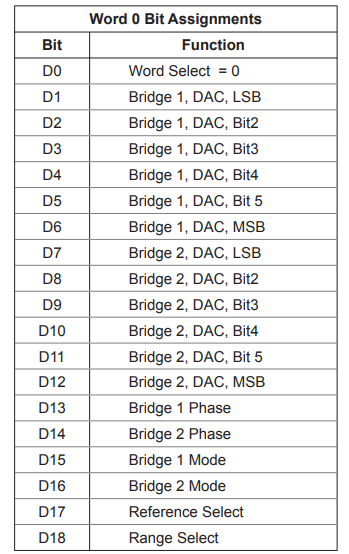 Word 0 Bit Assignments
Bit Function
D0 Word Select = 0
D1 Bridge 1, DAC, LSB
D2 Bridge 1, DAC, Bit2
D3 Bridge 1, DAC, Bit3
D4 Bridge 1, DAC, Bit4
D5 Bridge 1, DAC, Bit 5
D6 Bridge 1, DAC, MSB
D7 Bridge 2, DAC, LSB
D8 Bridge 2, DAC, Bit2
D9 Bridge 2, DAC, Bit3
D10 Bridge 2, DAC, Bit4
D11 Bridge 2, DAC, Bit 5
D12 Bridge 2, DAC, MSB
D13 Bridge 1 Phase
D14 Bridge 2 Phase
D15 Bridge 1 Mode
D16 Bridge 2 Mode
D17 Reference Select
D18 Range Select